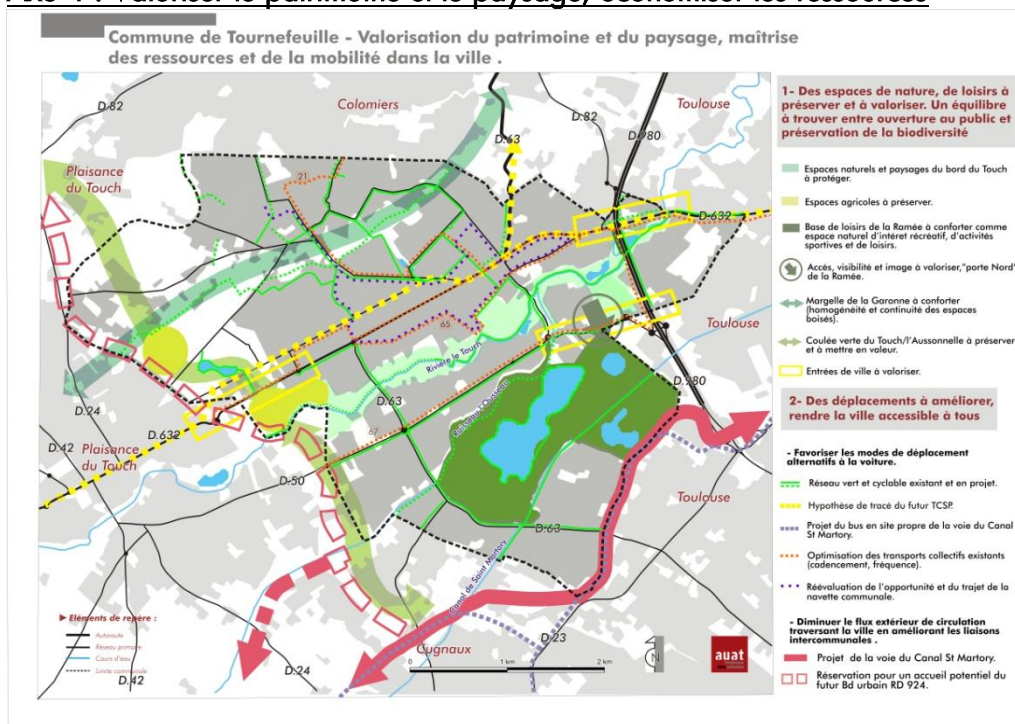 Commune de Tournefeuille - Valorisation du patrimoine et du paysage, maîtrise
des ressources et de la mobilité dans la ville .
D.82
Colomiers
Toulouse
D.82
D.63
D.980
Plaisance
du Touch
21
D-632
Toulouse
65
Rivière le Touch
D.63
D.980
D.24
D.632
67
D.42
Plaisance
du Touch
D-50
Toulouse
D-63
Canal de Saint Martory
D.23
Cugnaux
D.24
D.42
▶ Eléments de repère :
Autoroute
Réseau primaire
Cours d'eau
Limite communale
0
1 km
2 km
N
auat
1- Des espaces de nature, de loisirs à
préserver et à valoriser. Un équilibre
à trouver entre ouverture au public et
préservation de la biodiversité
Espaces naturels et paysages du bord du Touch
à protéger.
Espaces agricoles à préserver.
Base de loisirs de la Ramée à conforter comme
espace naturel d'intéret récréatif, d'activités
sportives et de loisirs.
Accès, visibilité et image à valoriser,"porte Nord"
de la Ramée.
Margelle de la Garonne à conforter
(homogénéité et continuité des espaces
boisés).
Coulée verte du Touch/l'Aussonnelle à préserver
et à mettre en valeur.
Entrées de ville à valoriser.
2- Des déplacements à améliorer,
rendre la ville accessible à tous
- Favoriser les modes de déplacement
alternatifs à la voiture.
Réseau vert et cyclable existant et en projet.
Hypothèse de tracé du futur TCSP.
Projet du bus en site propre de la voie du Canal
St Martory.
Optimisation des transports collectifs existants
(cadencement, fréquence).
Réévaluation de l'opportunité et du trajet de la
navette communale.
- Diminuer le flux extérieur de circulation
traversant la ville en améliorant les liaisons
intercommunales .
Projet de la voie du Canal St Martory.
Réservation pour un accueil potentiel du
futur Bd urbain RD 924.